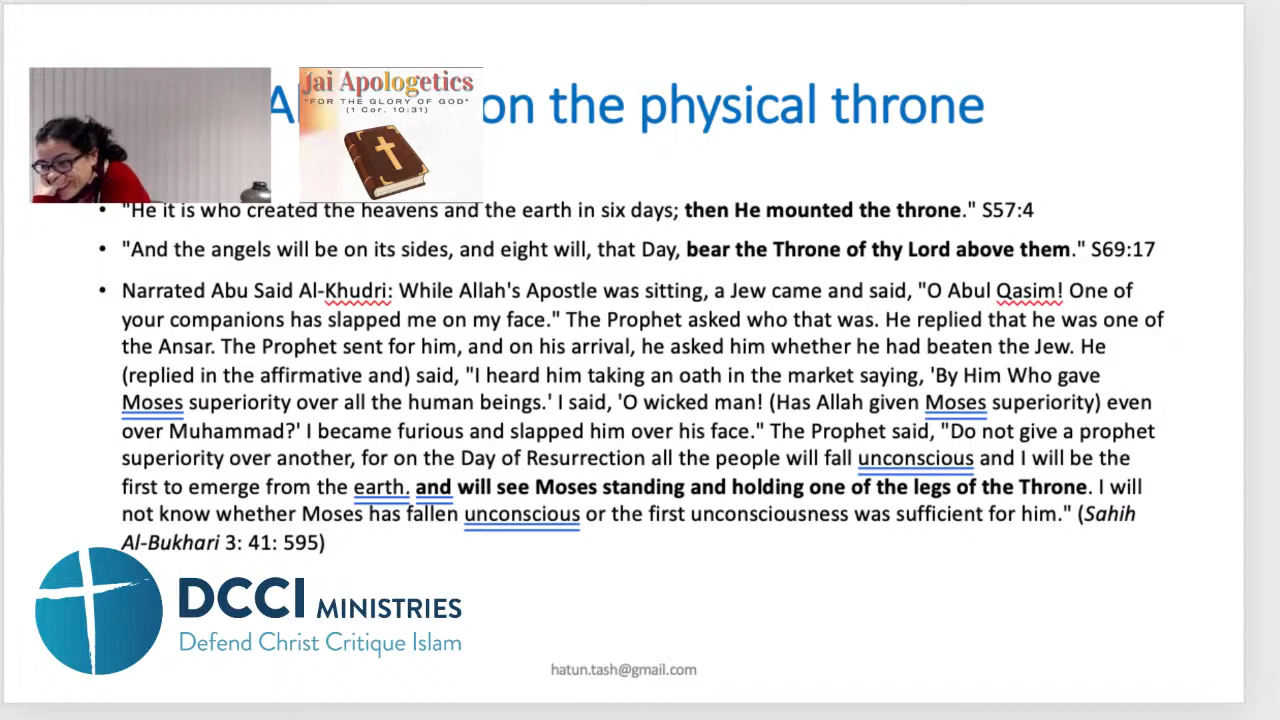 Jai Apologetics
"FOR THE GLORY OF GOD"
(1 Cor. 10:31)
on the physical throne
• "He it is who created the heavens and the earth in six days; then He mounted the throne." S57:4
• "And the angels will be on its sides, and eight will, that Day, bear the Throne of thy Lord above them." S69:17
• Narrated Abu Said Al-Khudri: While Allah's Apostle was sitting, a Jew came and said, "O Abul Qasim! One of
your companions has slapped me on my face." The Prophet asked who that was. He replied that he was one of
the Ansar. The Prophet sent for him, and on his arrival, he asked him whether he had beaten the Jew. He
(replied in the affirmative and) said, "I heard him taking an oath in the market saying, 'By Him Who gave
Moses superiority over all the human beings.' I said, 'O wicked man! (Has Allah given Moses superiority) even
over Muhammad?' I became furious and slapped him over his face." The Prophet said, "Do not give a prophet
superiority over another, for on the Day of Resurrection all the people will fall unconscious and I will be the
first to emerge from the earth. and will see Moses standing and holding one of the legs of the Throne. I will
not know whether Moses has fallen unconscious or the first unconsciousness was sufficient for him." (Sahih
Al-Bukhari 3: 41: 595)
DCCI MINISTRIES
Defend Christ Critique Islam
hatun.tash@gmail.com